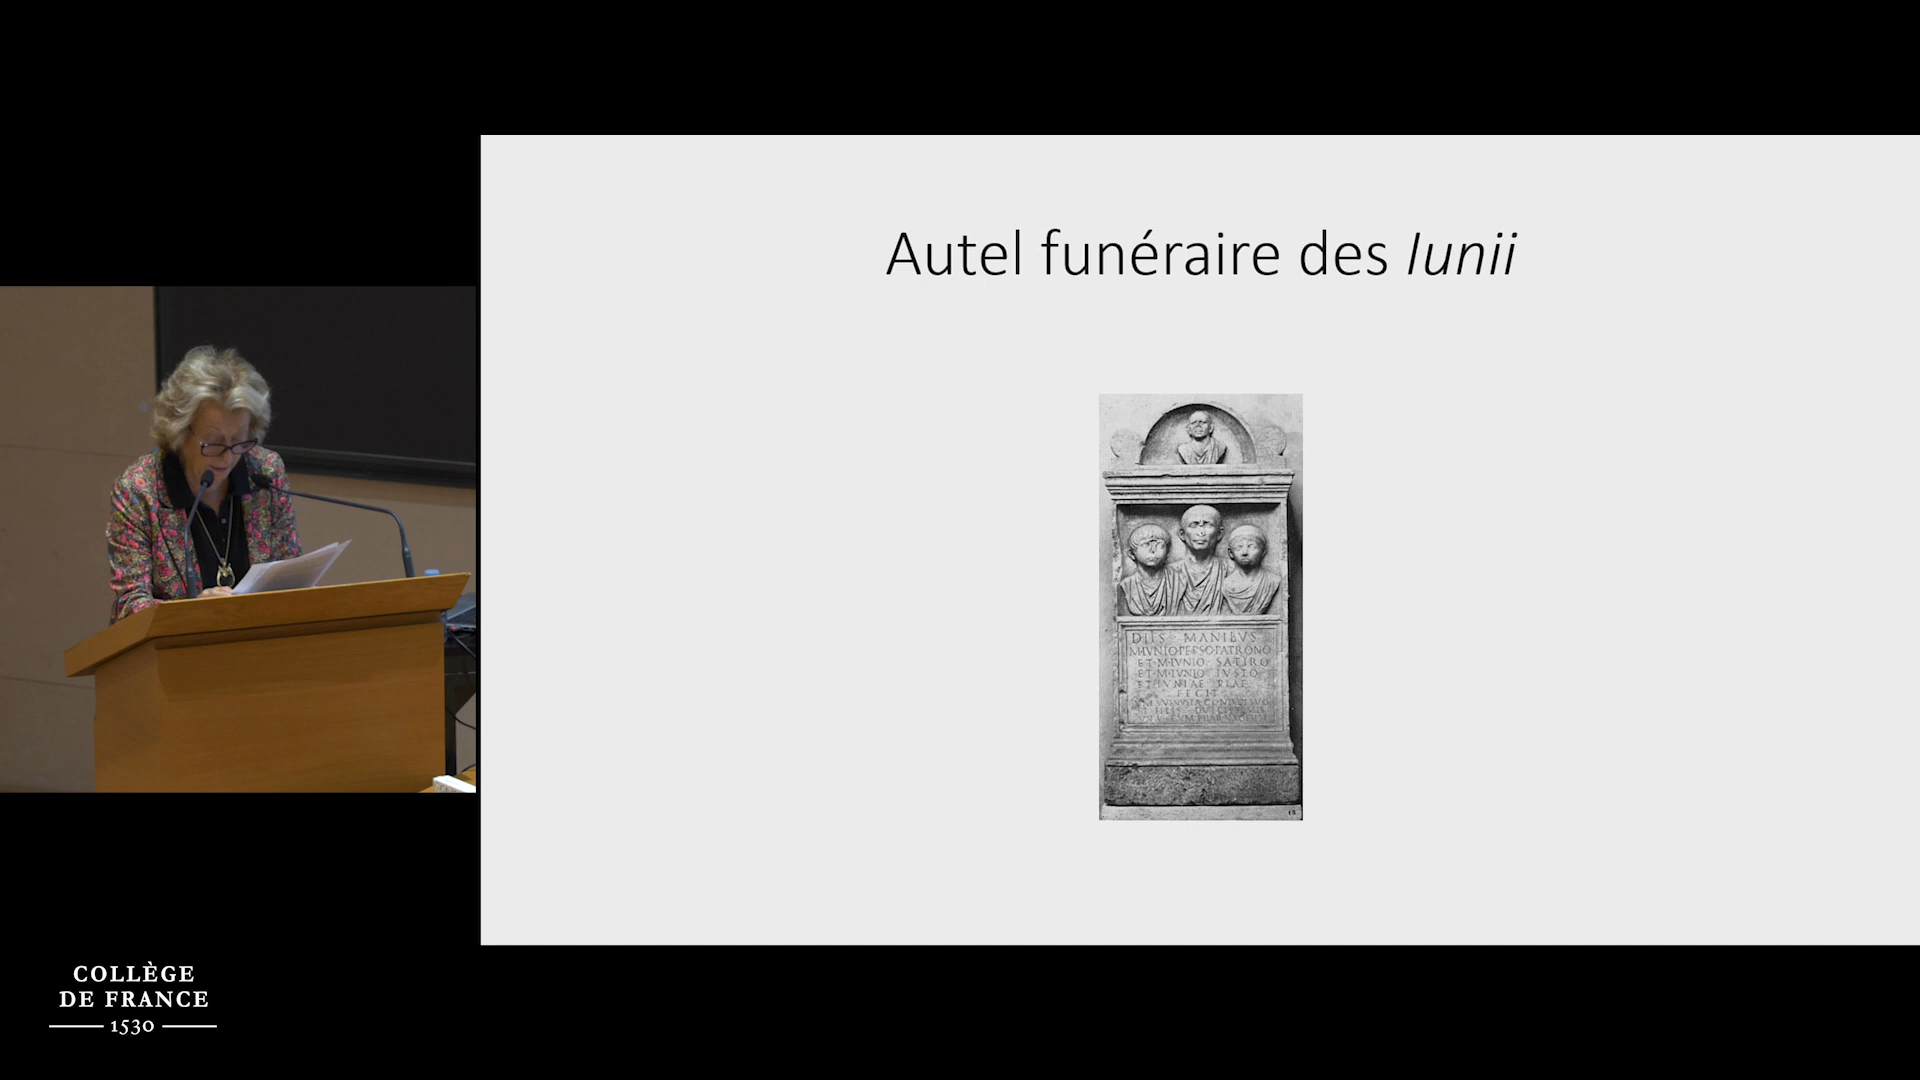 Autel funéraire des Iunii
DIIS MANIBVS
M·IVNIO PERSO PATRONO
ET·M·IVNIO SATIRO
ET·M·IVNIO IVSTO
ET IVNIAE PIAE
FECIT
COLLÈGE
DE FRANCE
1530